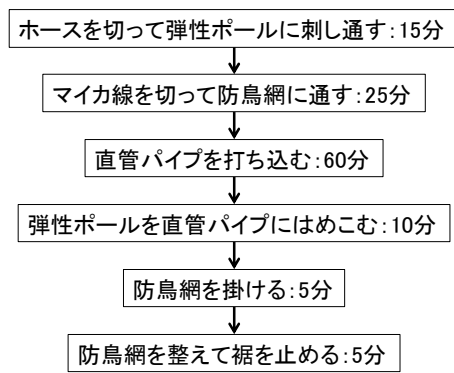 ホースを切って弾性ポールに刺し通す:15分
マイカ線を切って防鳥網に通す:25分
直管パイプを打ち込む:60分
弾性ポールを直管パイプにはめこむ:10分
防鳥網を掛ける:5分
防鳥網を整えて裾を止める:5分